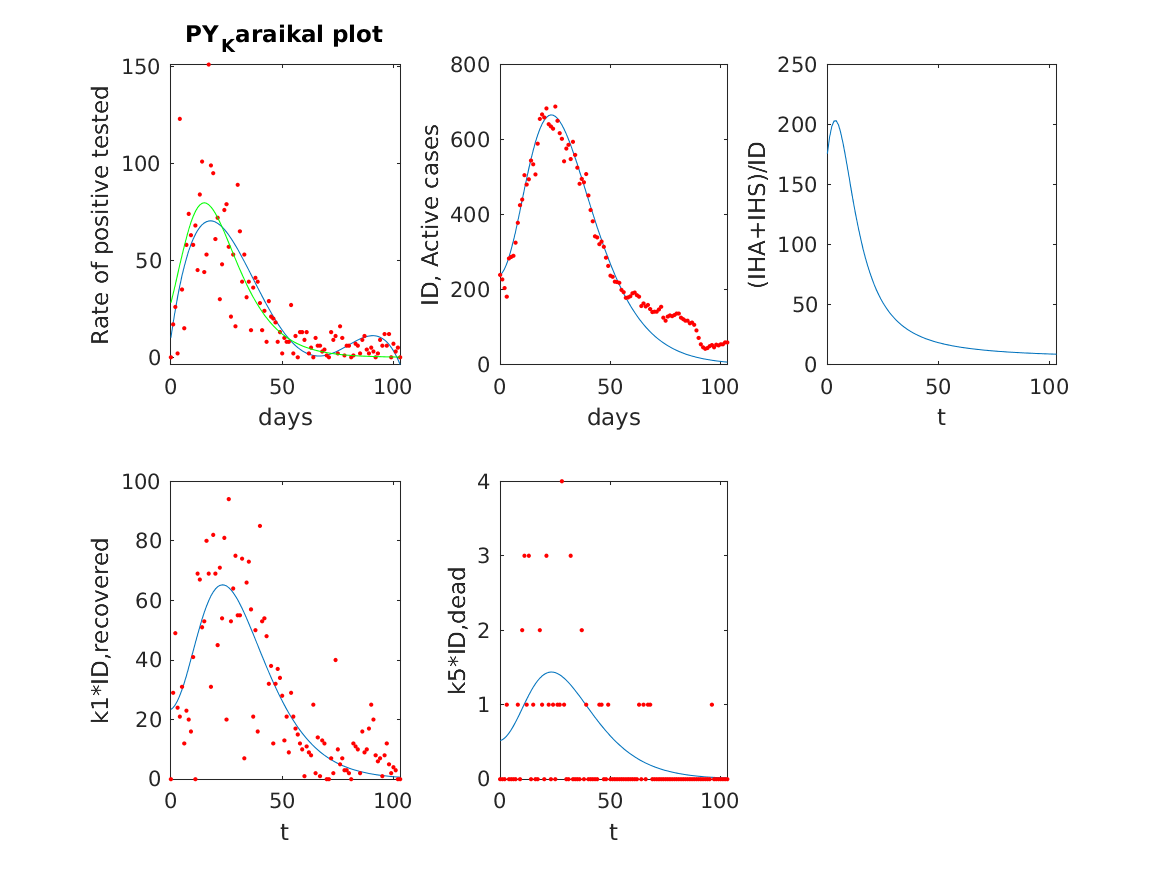 PY_Karaikal plot
150
100
50
0
0 50 100
Rate of positive tested
days
800
600
400
200
0
0 50 100
ID, Active cases
days
250
200
150
100
50
0
0 50 100
(IHA+IHS)/ID
t
100
80
60
40
20
0
0 50 100
k1*ID,recovered
t
4
3
2
1
0
0 50 100
k5*ID,dead
t